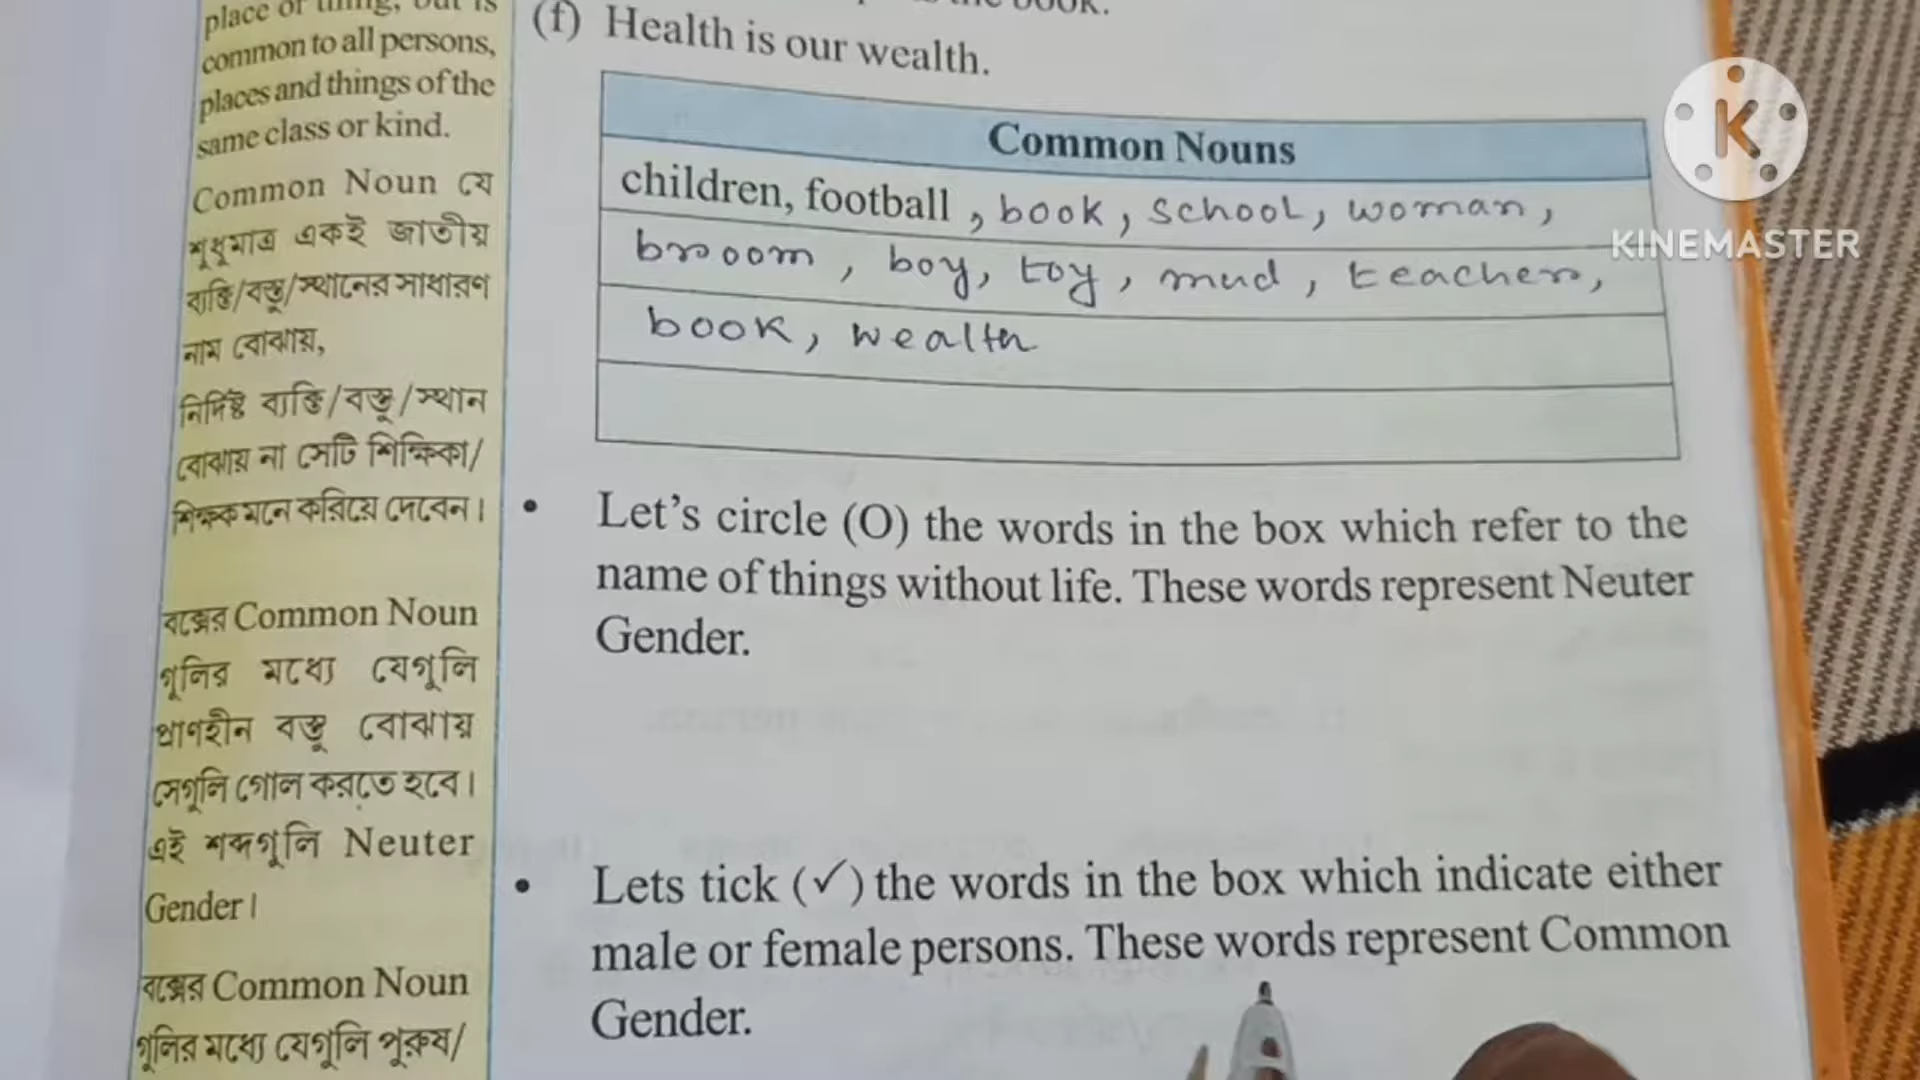 place or thing, but is
common to all persons,
places and things of the
same class or kind.
Common Noun যে
শুধুমাত্র একই জাতীয়
ব্যক্তি/বস্তু/স্থানের সাধারণ
নাম বোঝায়,
নির্দিষ্ট ব্যক্তি/বস্তু/স্থান
বোঝায় না সেটি শিক্ষিকা/
শিক্ষক মনে করিয়ে দেবেন।
বক্সের Common Noun
গুলির মধ্যে যেগুলি
প্রাণহীন বস্তু বোঝায়
সেগুলি গোল করতে হবে।
এই শব্দগুলি Neuter
Gender।
বক্সের Common Noun
গুলির মধ্যে যেগুলি পুরুষ/
book.
(f) Health is our wealth.
Common Nouns
children, football , book, school, woman,
broom, boy, toy, mud, teacher,
book, wealth
• Let's circle (O) the words in the box which refer to the
name of things without life. These words represent Neuter
Gender.
• Lets tick (✓) the words in the box which indicate either
male or female persons. These words represent Common
Gender.
K
KINEMASTER